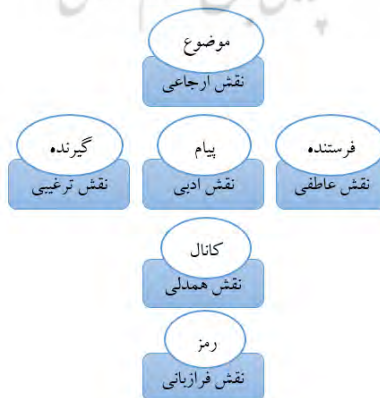 موضوع
نقش ارجاعی
فرستنده
نقش عاطفی
پیام
نقش ادبی
گیرنده
نقش ترغیبی
کانال
نقش همدلی
رمز
نقش فرازبانی